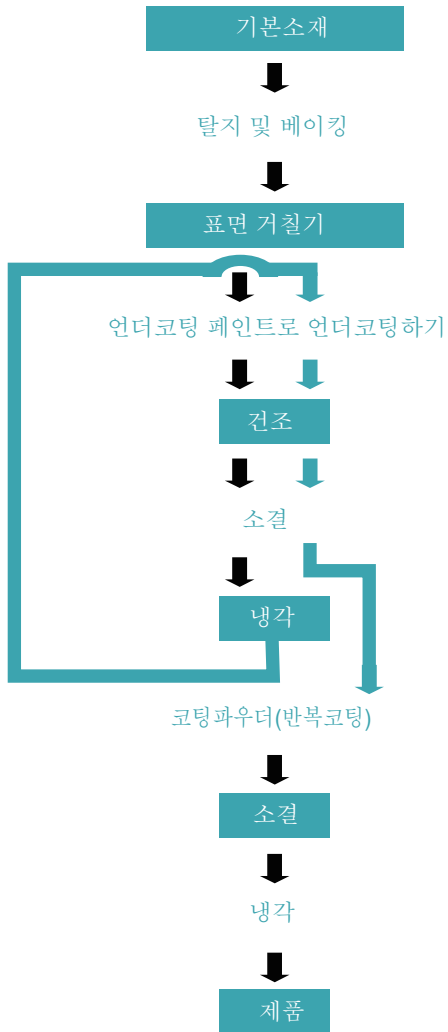 기본소재
탈지 및 베이킹
표면 거칠기
언더코팅 페인트로 언더코팅하기
건조
소결
냉각
코팅파우더(반복코팅)
소결
냉각
제품